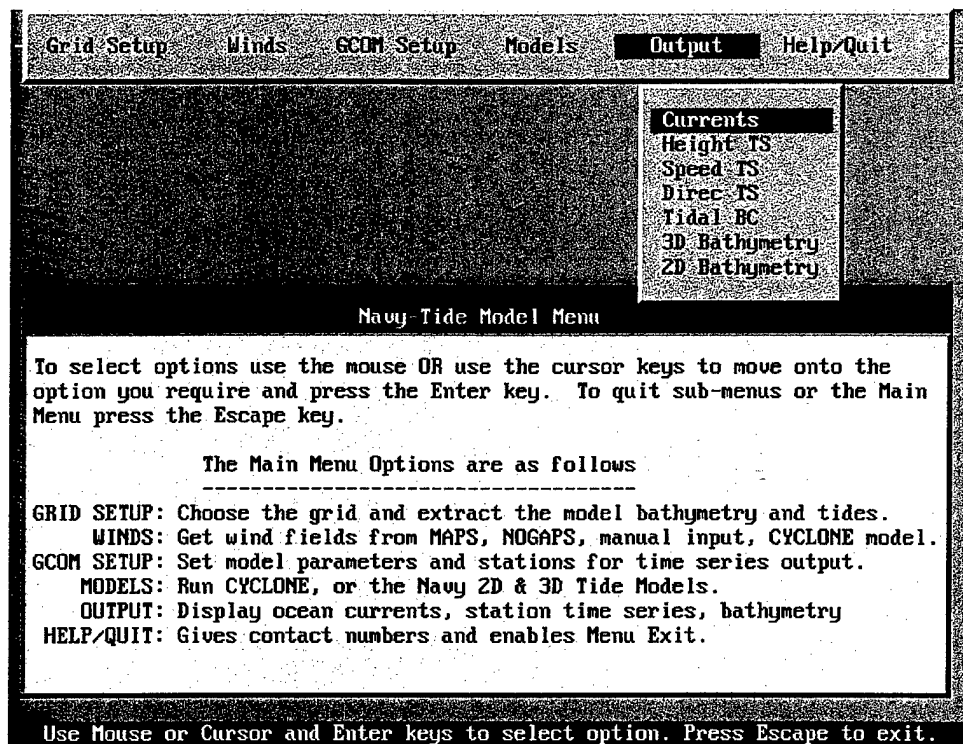 Grid Setup Winds GCOM Setup Models Output Help/Quit
Currents
Height TS
Speed TS
Direc TS
Tidal BC
3D Bathymetry
2D Bathymetry
Navy-Tide Model Menu
To select options use the mouse OR use the cursor keys to move onto the
option you require and press the Enter key. To quit sub-menus or the Main
Menu press the Escape key.
The Main Menu Options are as follows
------------------------------------
GRID SETUP: Choose the grid and extract the model bathymetry and tides.
WINDS: Get wind fields from MAPS, NOGAPS, manual input, CYCLONE model.
GCOM SETUP: Set model parameters and stations for time series output.
MODELS: Run CYCLONE, or the Navy 2D & 3D Tide Models.
OUTPUT: Display ocean currents, station time series, bathymetry
HELP/QUIT: Gives contact numbers and enables Menu Exit.
Use Mouse or Cursor and Enter keys to select option. Press Escape to exit.